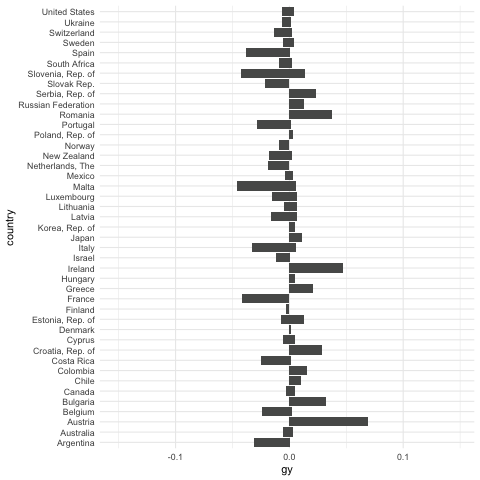 United States
Ukraine
Switzerland
Sweden
Spain
South Africa
Slovenia, Rep. of
Slovak Rep.
Serbia, Rep. of
Russian Federation
Romania
Portugal
Poland, Rep. of
Norway
New Zealand
Netherlands, The
Mexico
Malta
Luxembourg
Lithuania
Latvia
Korea, Rep. of
Japan
Italy
Israel
Ireland
Hungary
Greece
France
Finland
Estonia, Rep. of
Denmark
Cyprus
Croatia, Rep. of
Costa Rica
Colombia
Chile
Canada
Bulgaria
Belgium
Austria
Australia
Argentina
country
-0.1 0.0 0.1
gy